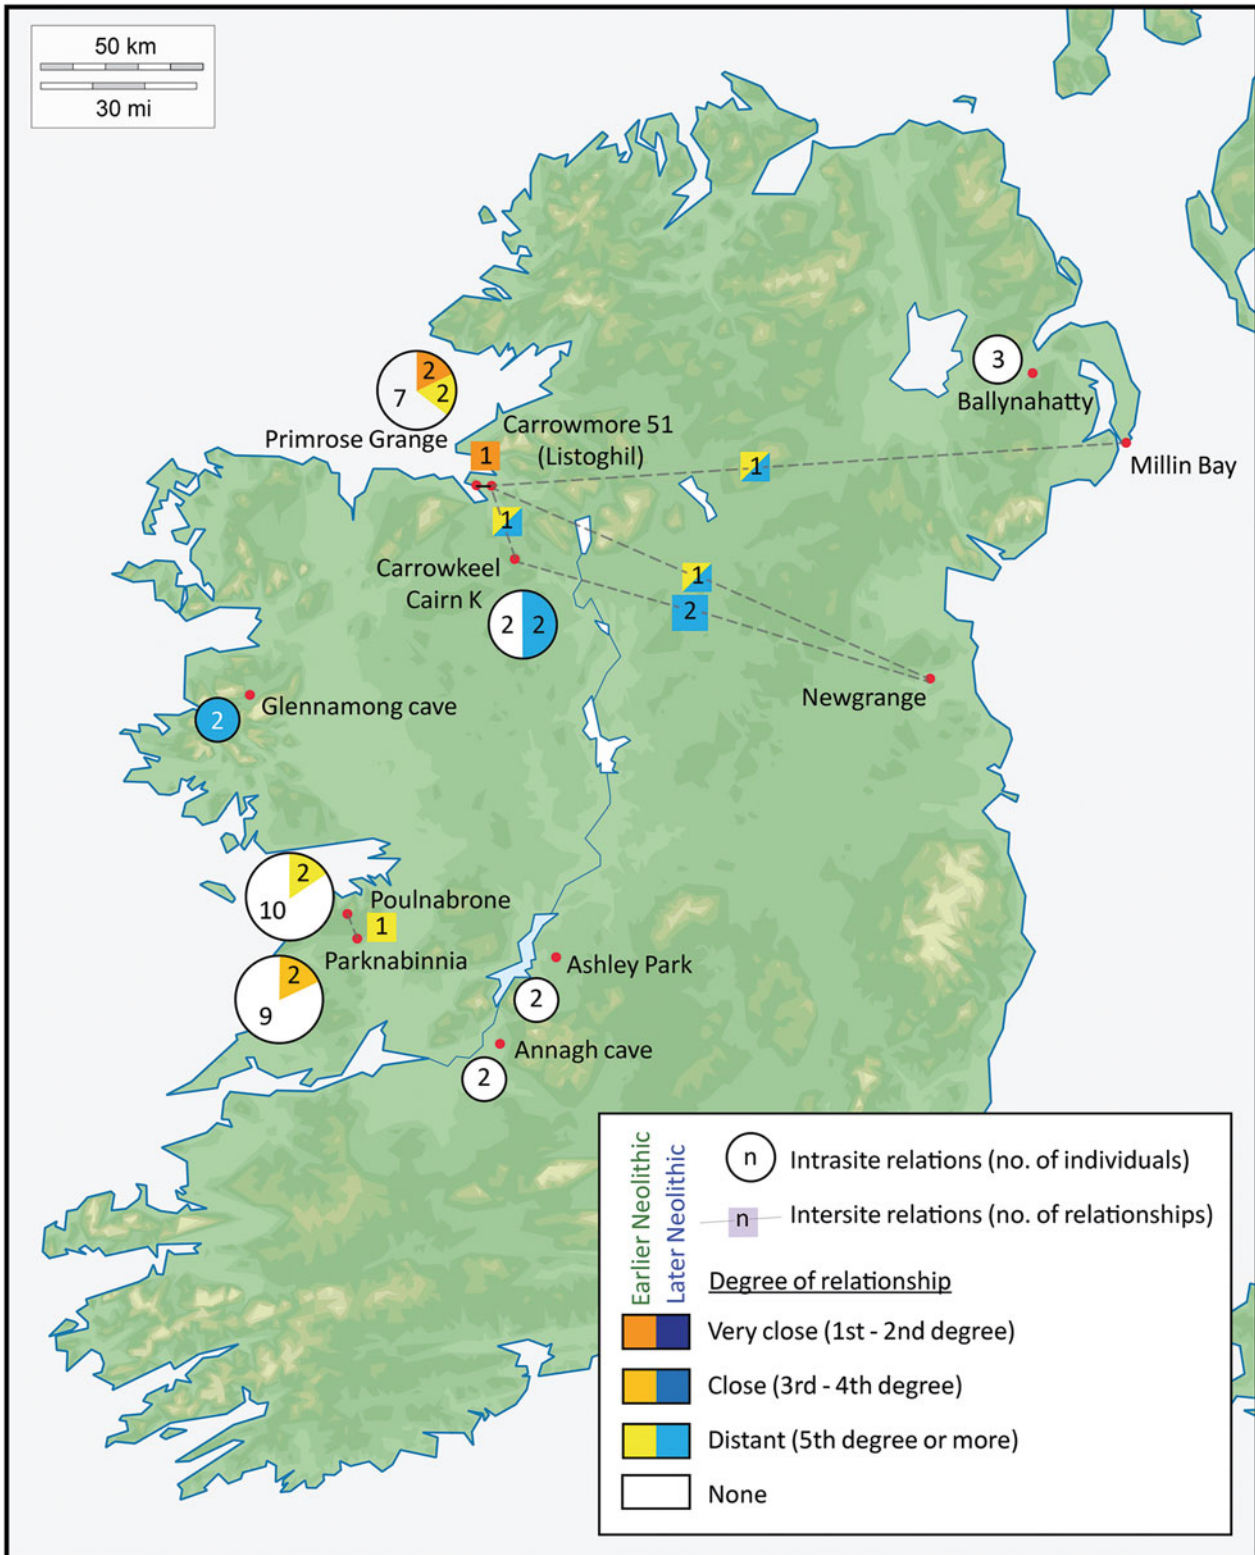 50 km
30 mi
2
7
2
Primrose Grange
Carrowmore 51
(Listoghil)
1
3
Ballynahatty
Millin Bay
1
1
Carrowkeel
Cairn K
2
2
1
2
Newgrange
Glennamong cave
2
2
10
Poulnabrone
1
Parknabinnia
2
9
Ashley Park
2
Annagh cave
2
Earlier Neolithic
Later Neolithic
n Intrasite relations (no. of individuals)
n Intersite relations (no. of relationships)
Degree of relationship
Very close (1st - 2nd degree)
Close (3rd - 4th degree)
Distant (5th degree or more)
None